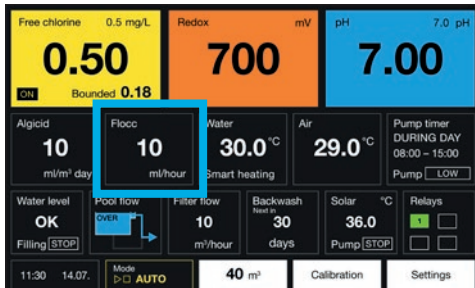 Free chlorine 0.5 mg/L
0.50
ON Bounded 0.18
Redox mV
700
pH 7.0 pH
7.00
Algicid
10
ml/m³ day
Flocc
10
ml/hour
Water
30.0 °C
Smart heating
Air
29.0 °C
Pump timer
DURING DAY
08:00 – 15:00
Pump LOW
Water level
OK
Filling STOP
Pool flow
OVER
Filter flow
10
m³/hour
Backwash
Next in
30
days
Solar °C
36.0
Pump STOP
Relays
1
11:30 14.07.
Mode
AUTO
40 m³
Calibration
Settings